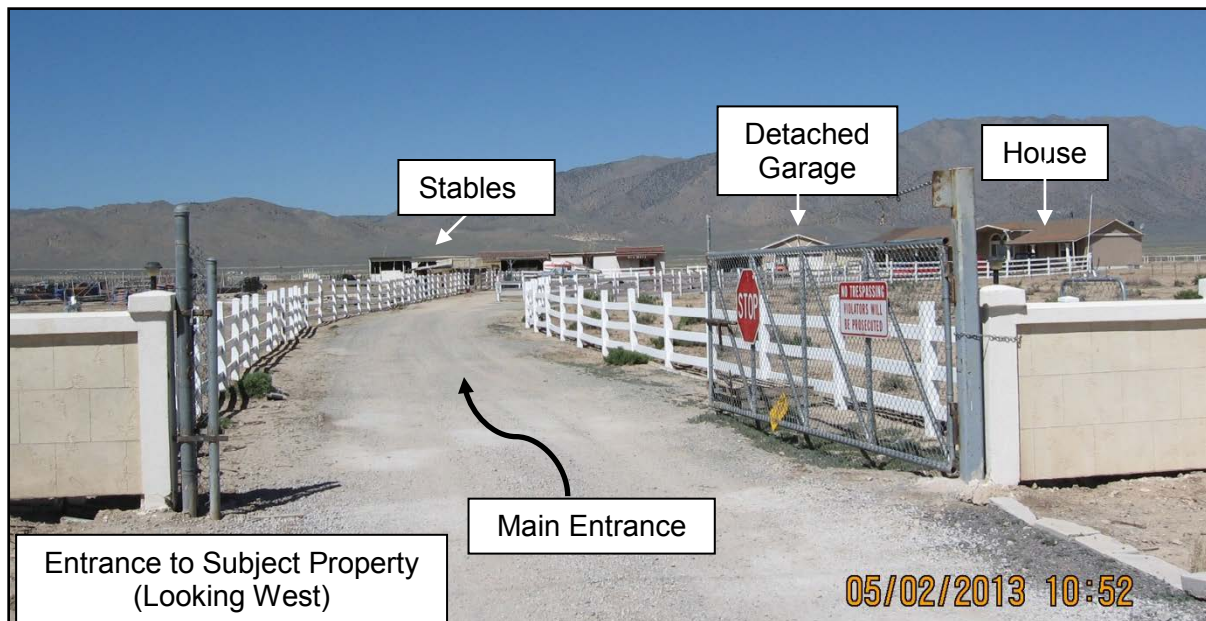 Detached
Garage
House
Stables
STOP
NO TRESPASSING
VIOLATORS WILL
BE PROSECUTED
Main Entrance
Entrance to Subject Property
(Looking West)
05/02/2013 10:52